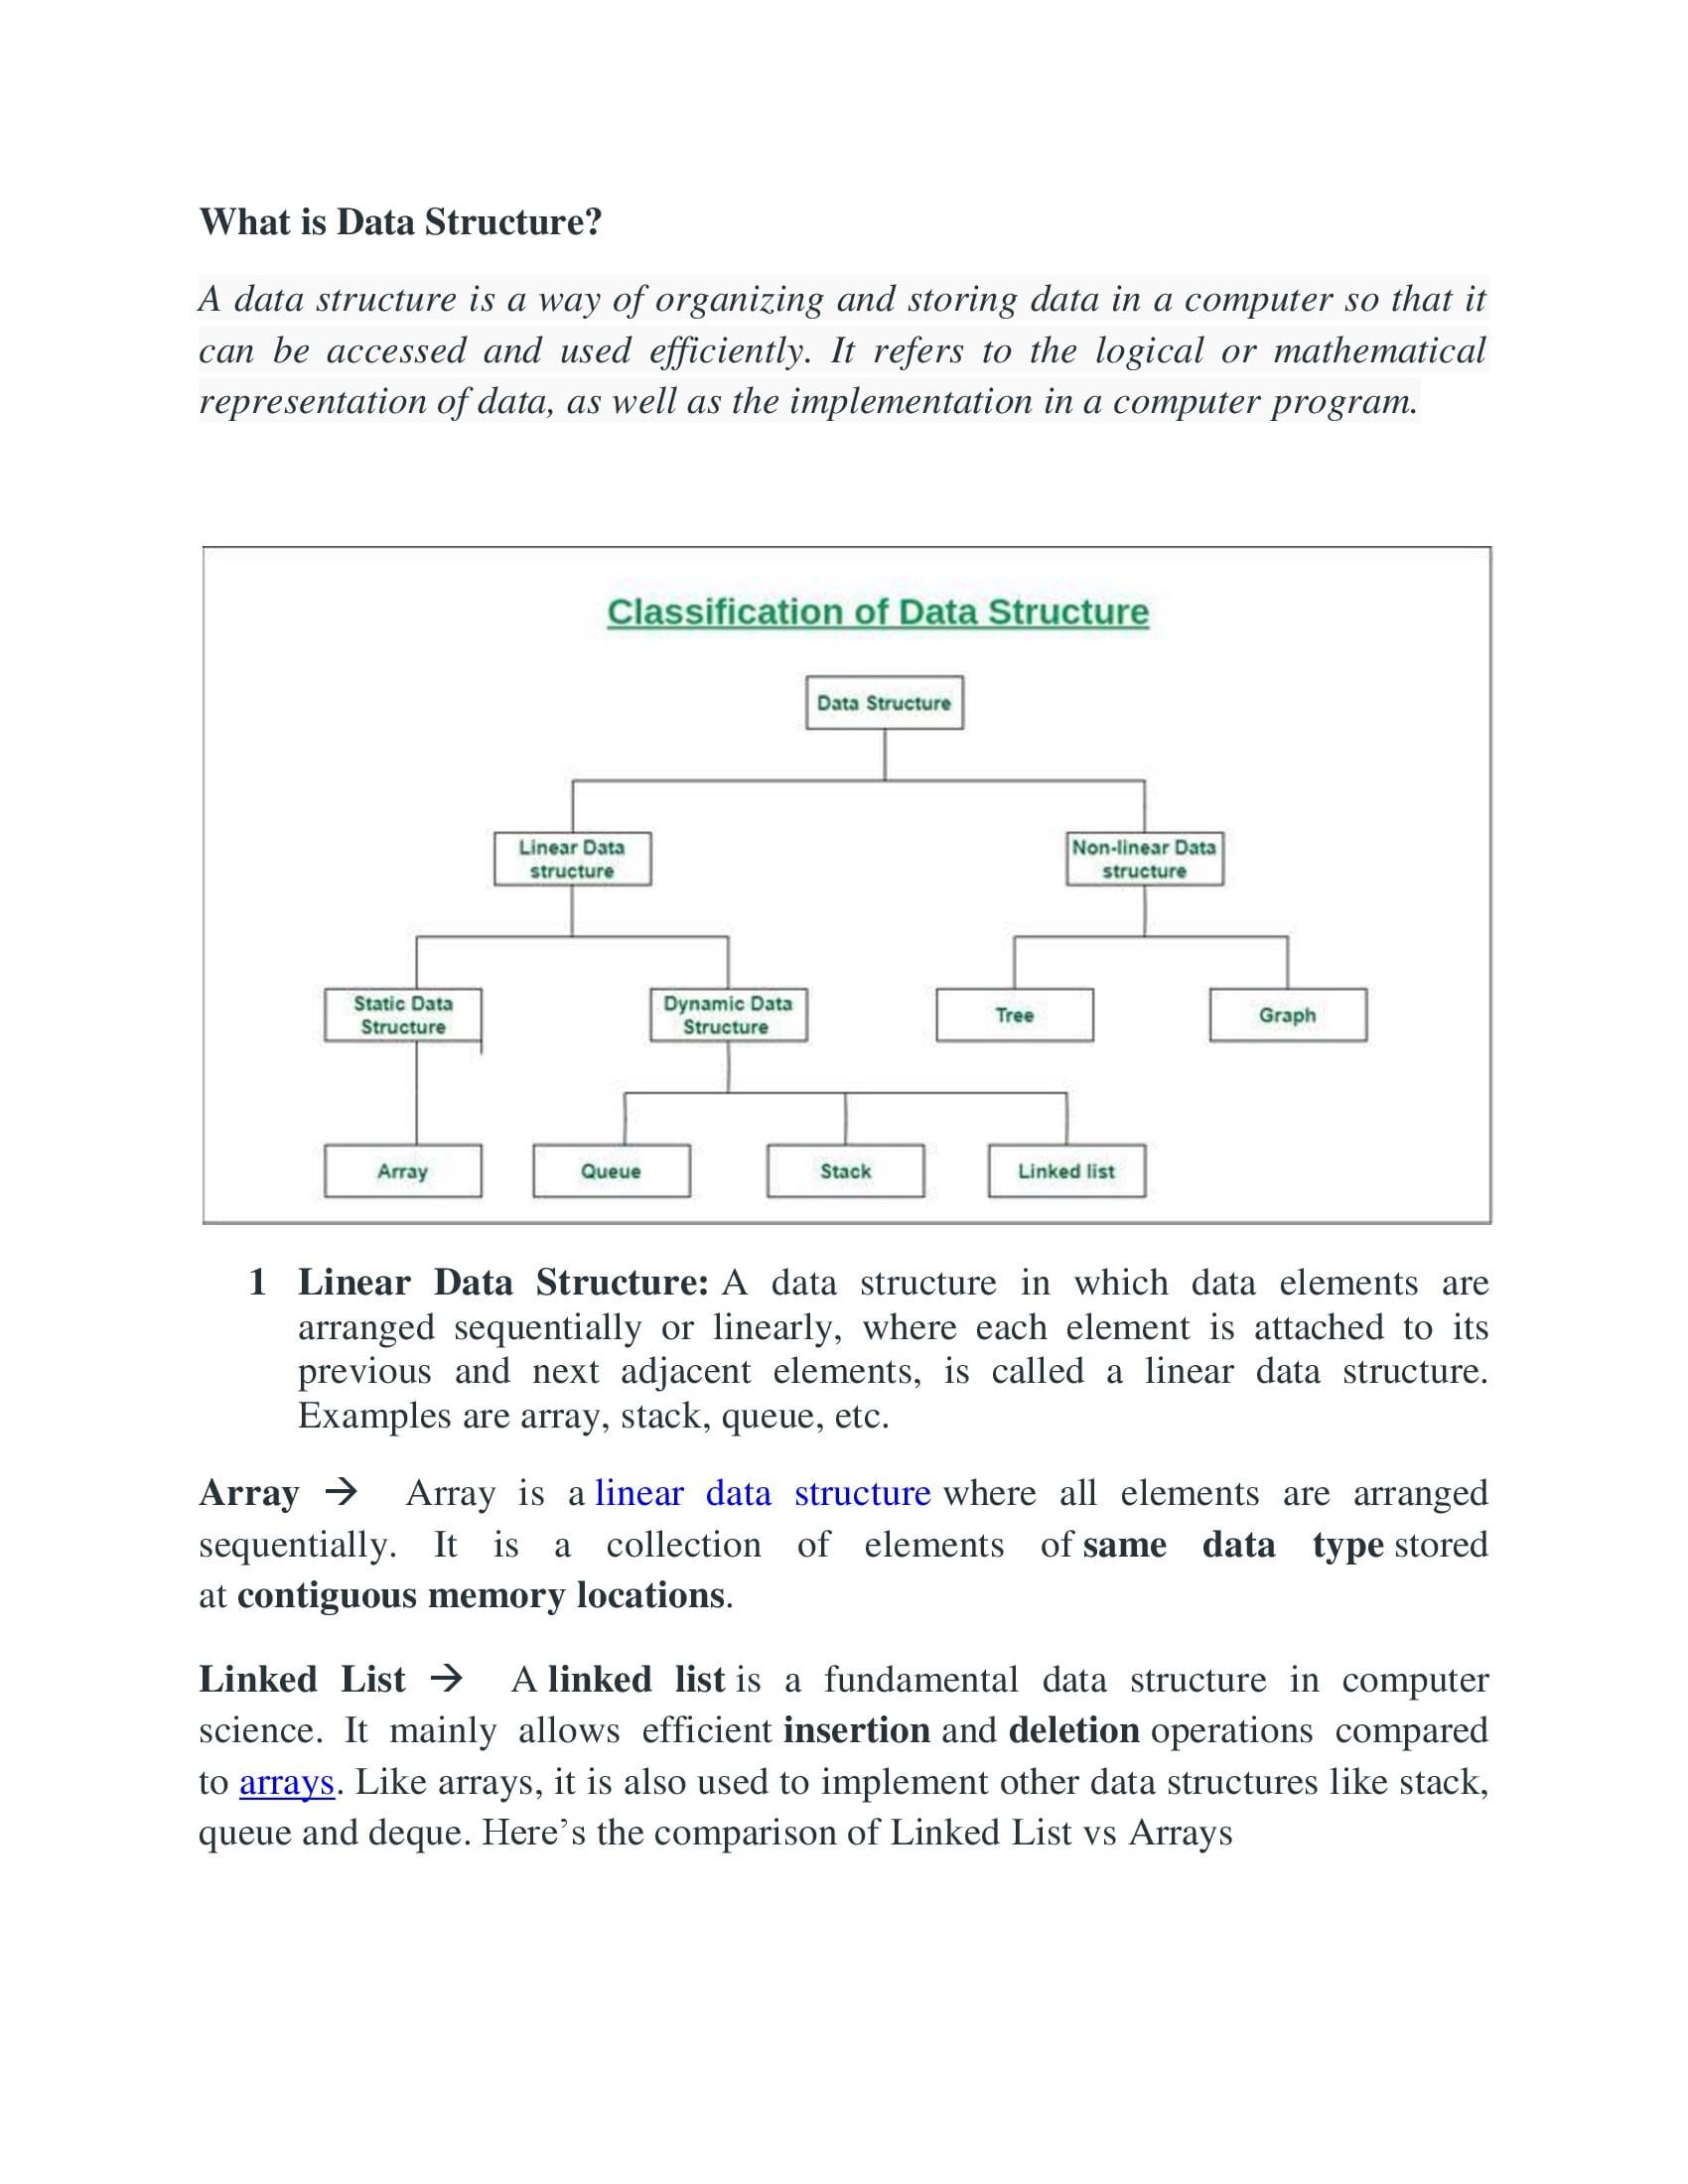 What is Data Structure?
A data structure is a way of organizing and storing data in a computer so that it
can be accessed and used efficiently. It refers to the logical or mathematical
representation of data, as well as the implementation in a computer program.
Classification of Data Structure
Data Structure
Linear Data
structure
Non-linear Data
structure
Static Data
Structure
Dynamic Data
Structure
Tree
Graph
Array
Queue
Stack
Linked list
1 Linear Data Structure: A data structure in which data elements are
arranged sequentially or linearly, where each element is attached to its
previous and next adjacent elements, is called a linear data structure.
Examples are array, stack, queue, etc.
Array → Array is a linear data structure where all elements are arranged
sequentially. It is a collection of elements of same data type stored
at contiguous memory locations.
Linked List → A linked list is a fundamental data structure in computer
science. It mainly allows efficient insertion and deletion operations compared
to arrays. Like arrays, it is also used to implement other data structures like stack,
queue and deque. Here’s the comparison of Linked List vs Arrays